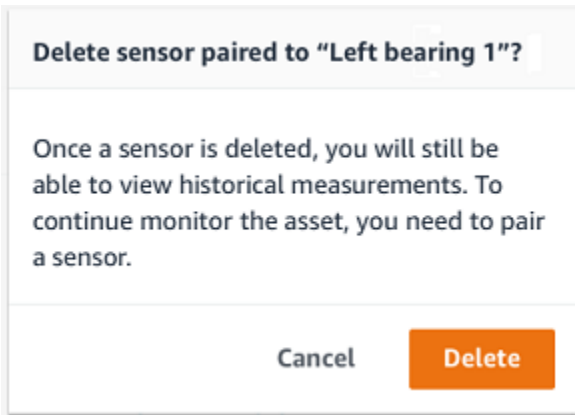 Delete sensor paired to “Left bearing 1”?
Once a sensor is deleted, you will still be
able to view historical measurements. To
continue monitor the asset, you need to pair
a sensor.
Cancel
Delete